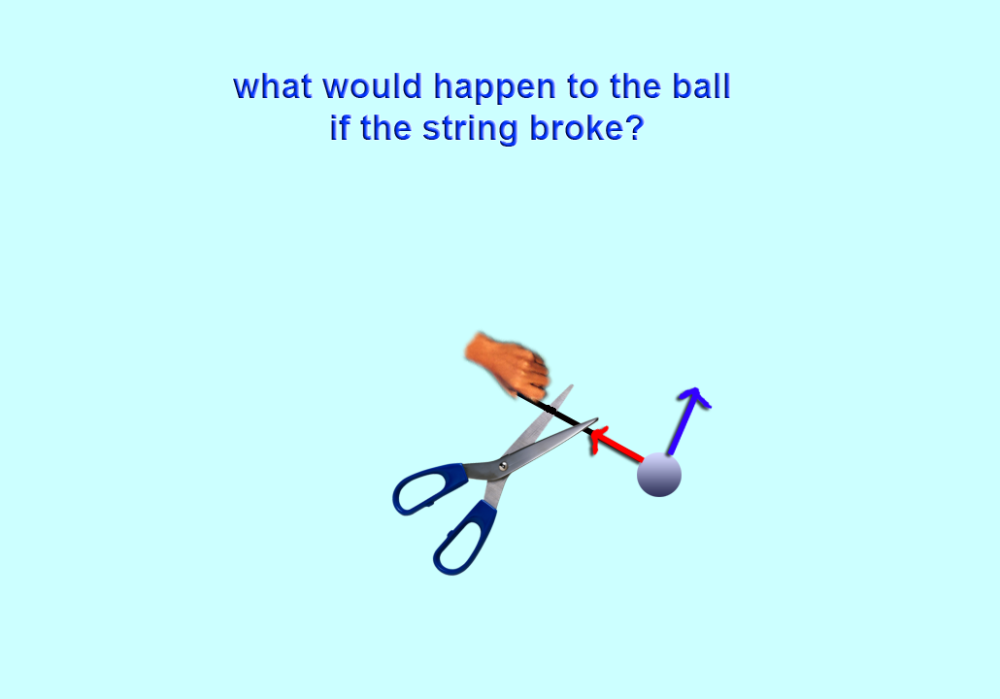 what would happen to the ball
if the string broke?